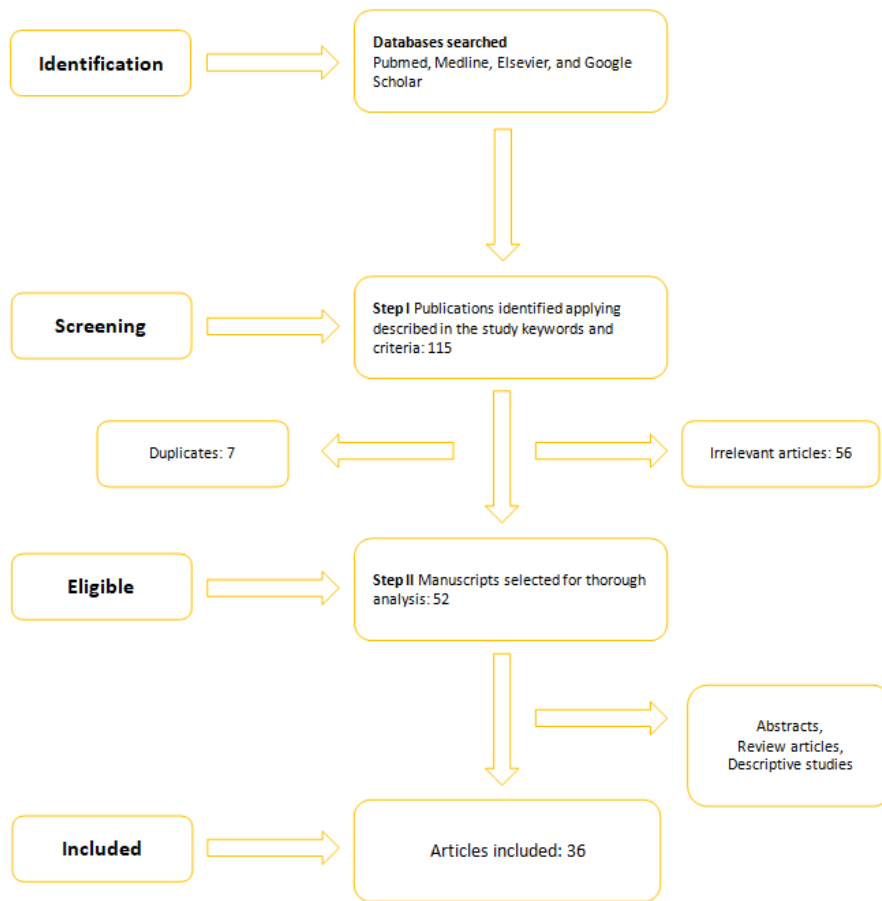 Identification
Databases searched
Pubmed, Medline, Elsevier, and Google
Scholar
Screening
Step I Publications identified applying
described in the study keywords and
criteria: 115
Duplicates: 7
Irrelevant articles: 56
Eligible
Step II Manuscripts selected for thorough
analysis: 52
Abstracts,
Review articles,
Descriptive studies
Included
Articles included: 36